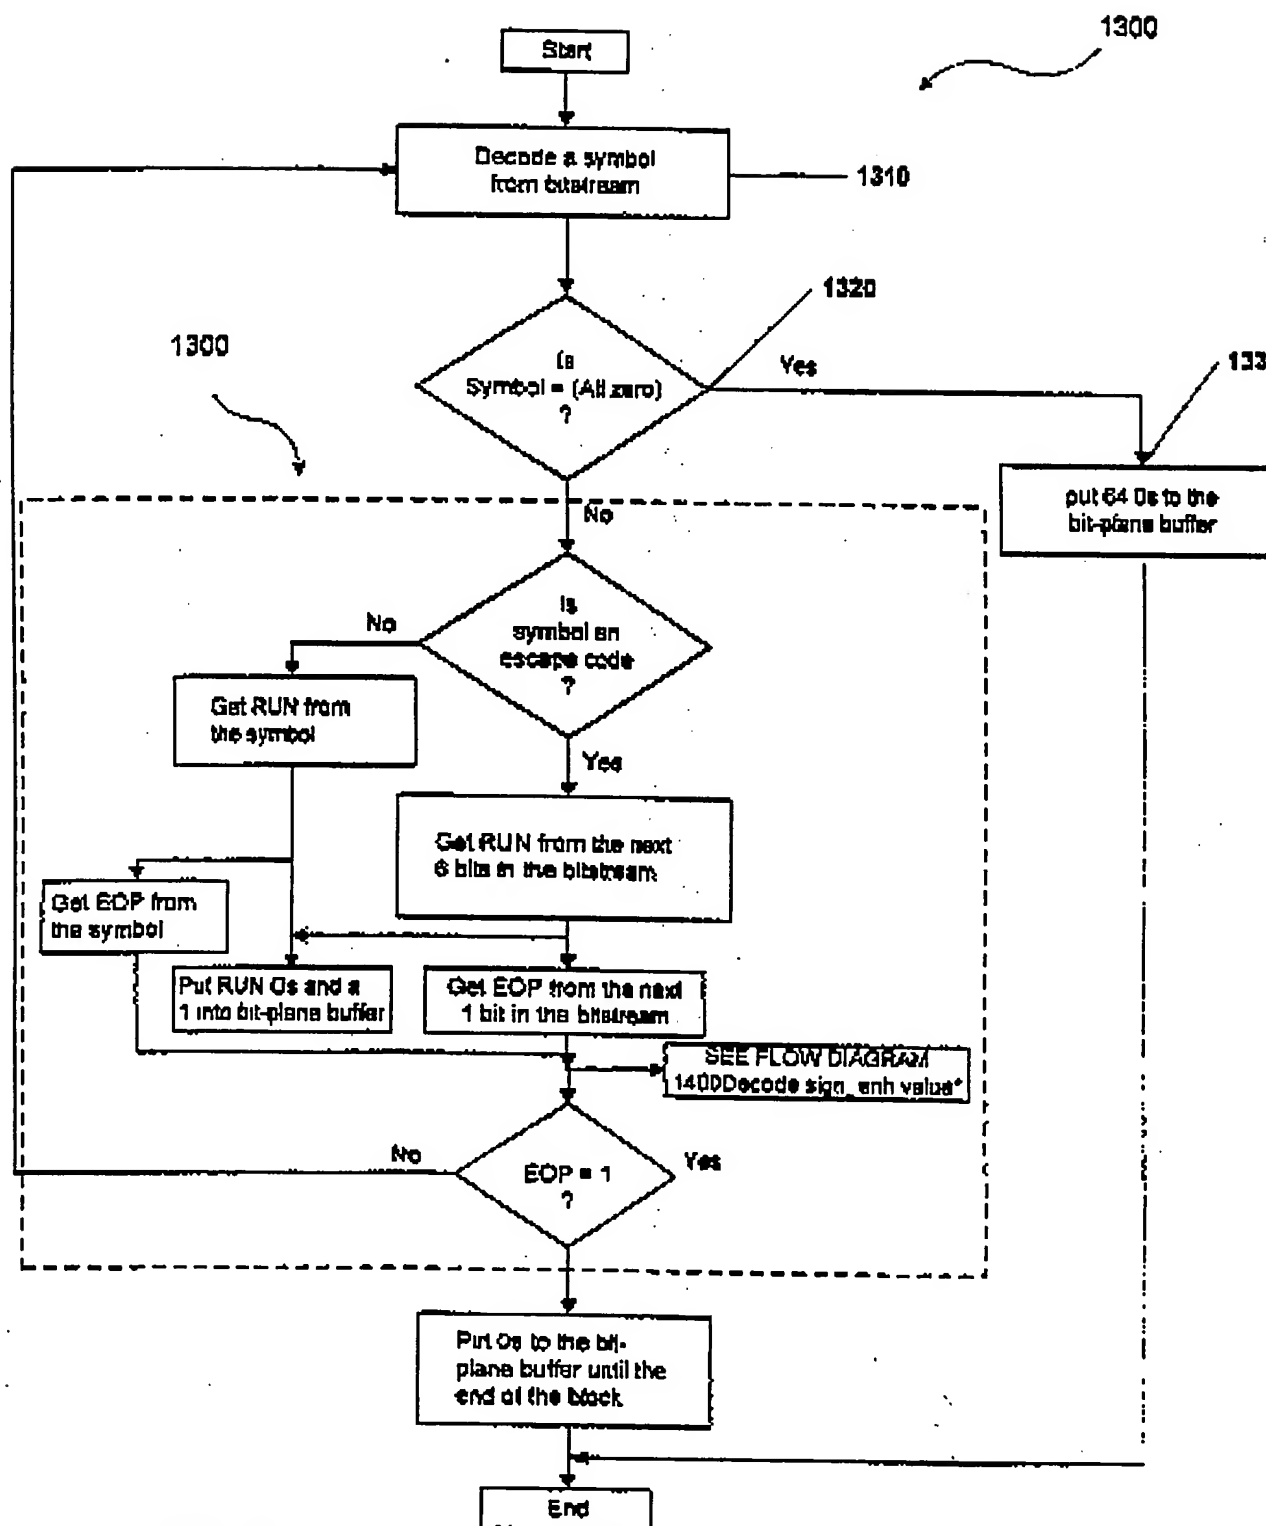 1300
Start
Decode a symbol
from bitstream
1310
1320
1300
Is
Symbol = (All zero)
?
Yes
133
put 64 0s to the
bit-plane buffer
No
Is
symbol an
escape code
?
No
Get RUN from
the symbol
Yes
Get RUN from the next
6 bits in the bitstream
Get EOP from
the symbol
Put RUN 0s and a
1 into bit-plane buffer
Get EOP from the next
1 bit in the bitstream
SEE FLOW DIAGRAM
1400Decode sign_enh value*
No
EOP = 1
?
Yes
Put 0s to the bit-
plane buffer until the
end of the block
End